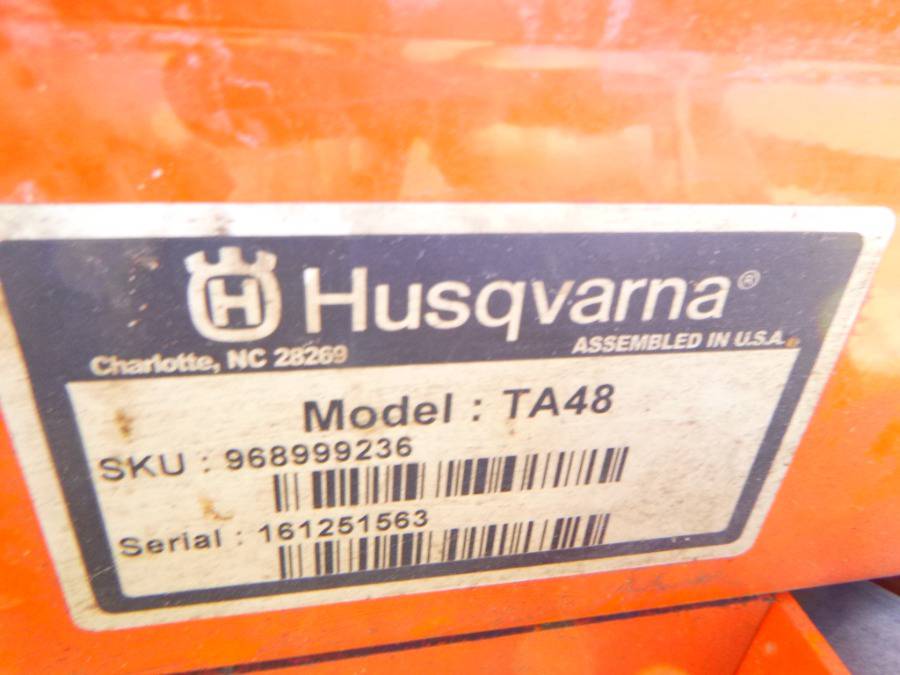 H Husqvarna®
Charlotte, NC 28269 ASSEMBLED IN U.S.A.
Model : TA48
SKU : 968999236
Serial : 161251563